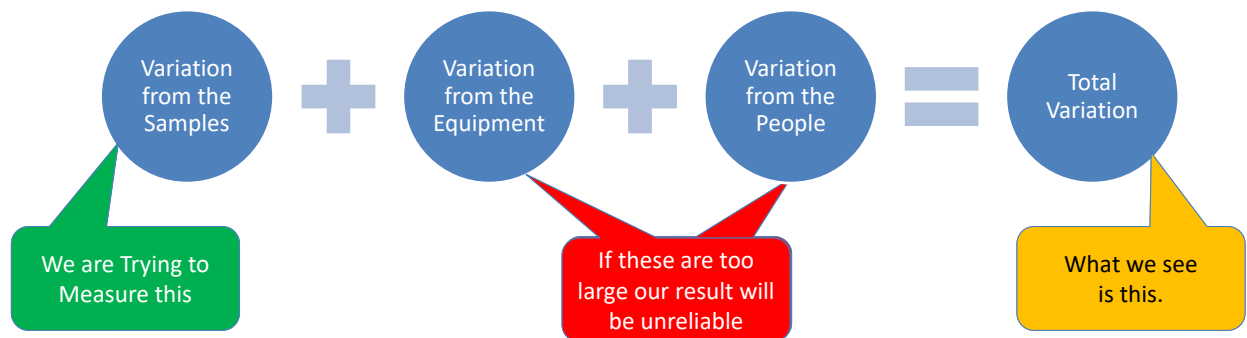 Variation
from the
Samples
Variation
from the
Equipment
Variation
from the
People
Total
Variation
We are Trying to
Measure this
If these are too
large our result will
be unreliable
What we see
is this.